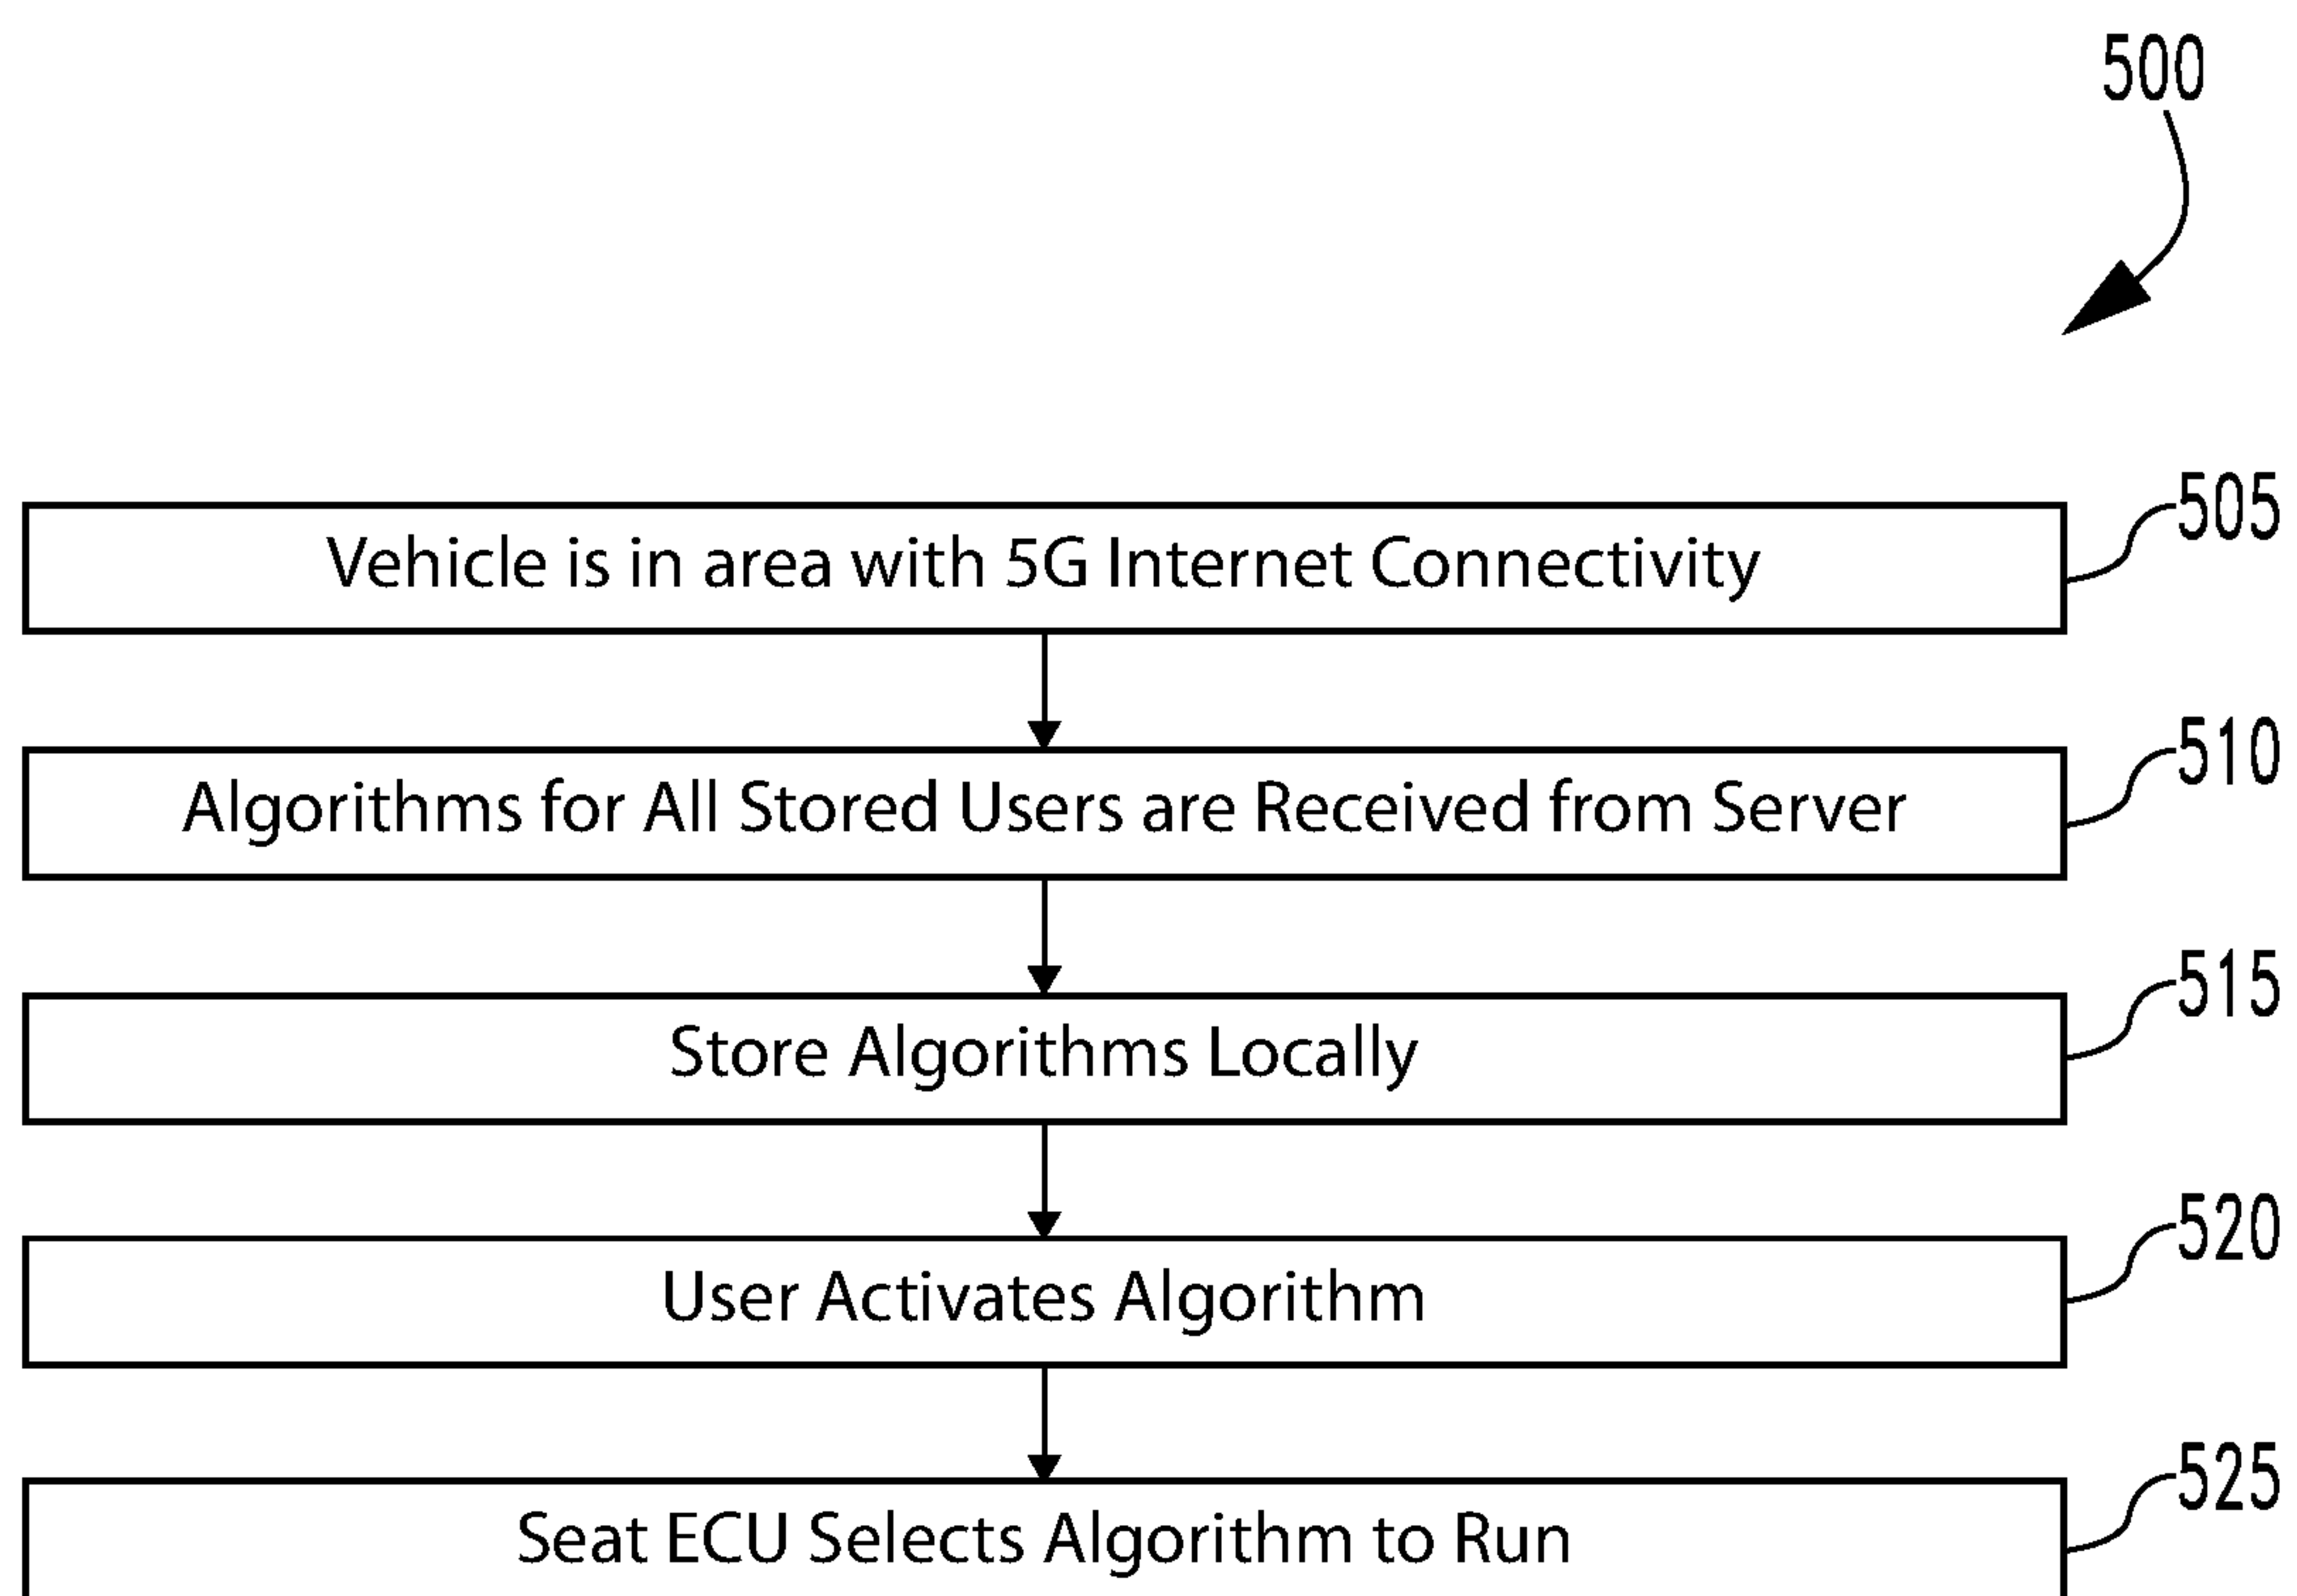 500
Vehicle is in area with 5G Internet Connectivity
505
Algorithms for All Stored Users are Received from Server
510
Store Algorithms Locally
515
User Activates Algorithm
520
Seat ECU Selects Algorithm to Run
525